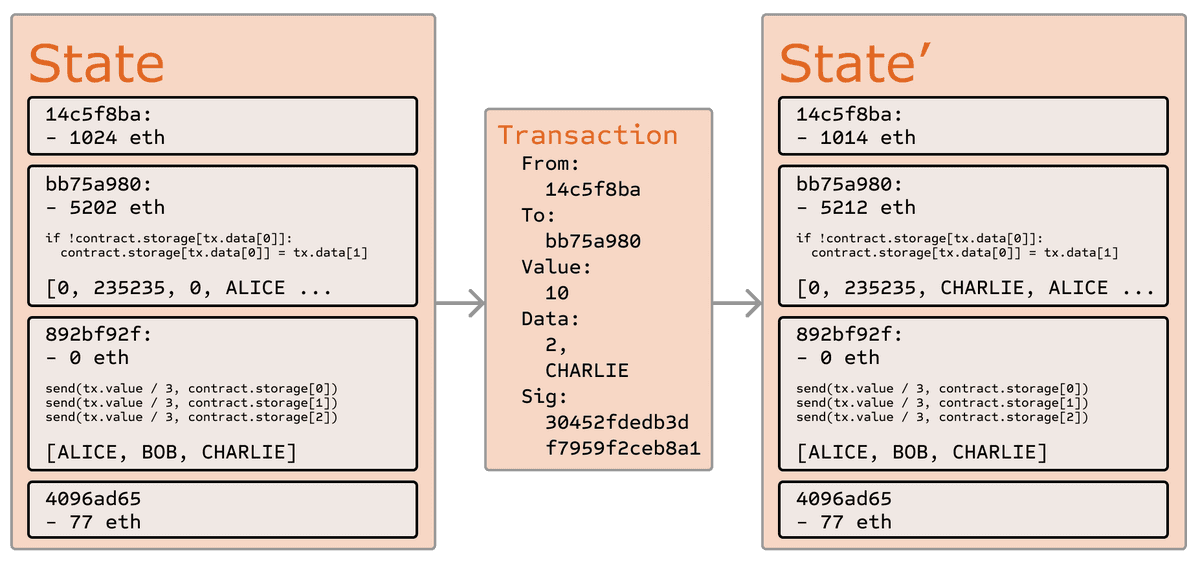 State
14c5f8ba:
- 1024 eth
bb75a980:
- 5202 eth
if !contract.storage[tx.data[0]]:
contract.storage[tx.data[0]] = tx.data[1]
[0, 235235, 0, ALICE ...
892bf92f:
- 0 eth
send(tx.value / 3, contract.storage[0])
send(tx.value / 3, contract.storage[1])
send(tx.value / 3, contract.storage[2])
[ALICE, BOB, CHARLIE]
4096ad65
- 77 eth
Transaction
From:
14c5f8ba
To:
bb75a980
Value:
10
Data:
2,
CHARLIE
Sig:
30452fdedb3d
f7959f2ceb8a1
State’
14c5f8ba:
- 1014 eth
bb75a980:
- 5212 eth
if !contract.storage[tx.data[0]]:
contract.storage[tx.data[0]] = tx.data[1]
[0, 235235, CHARLIE, ALICE ...
892bf92f:
- 0 eth
send(tx.value / 3, contract.storage[0])
send(tx.value / 3, contract.storage[1])
send(tx.value / 3, contract.storage[2])
[ALICE, BOB, CHARLIE]
4096ad65
- 77 eth